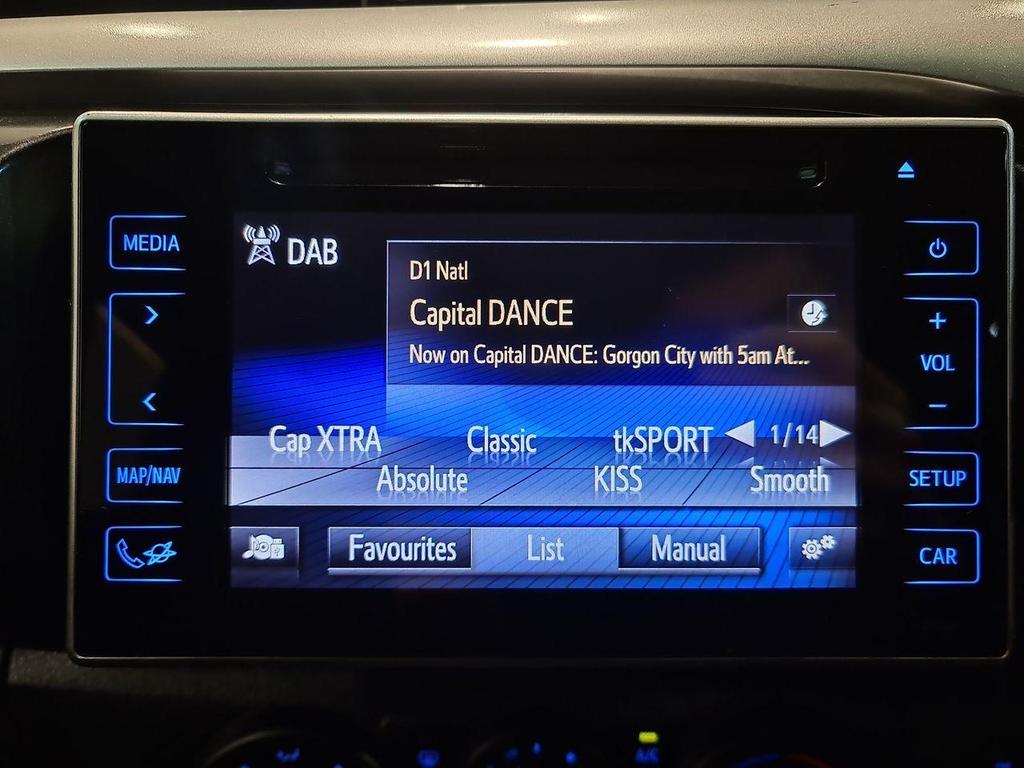 MEDIA
MAP/NAV
DAB
D1 Natl
Capital DANCE
Now on Capital DANCE: Gorgon City with 5am At...
Cap XTRA Classic tkSPORT 1/14
Absolute KISS Smooth
Favourites List Manual
+
VOL
−
SETUP
CAR
A/C